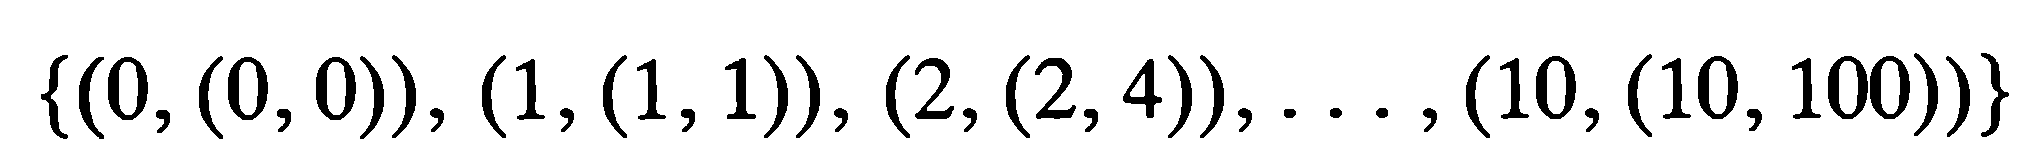 {(0, (0, 0)), (1, (1, 1)), (2, (2, 4)), . . . , (10, (10, 100))}